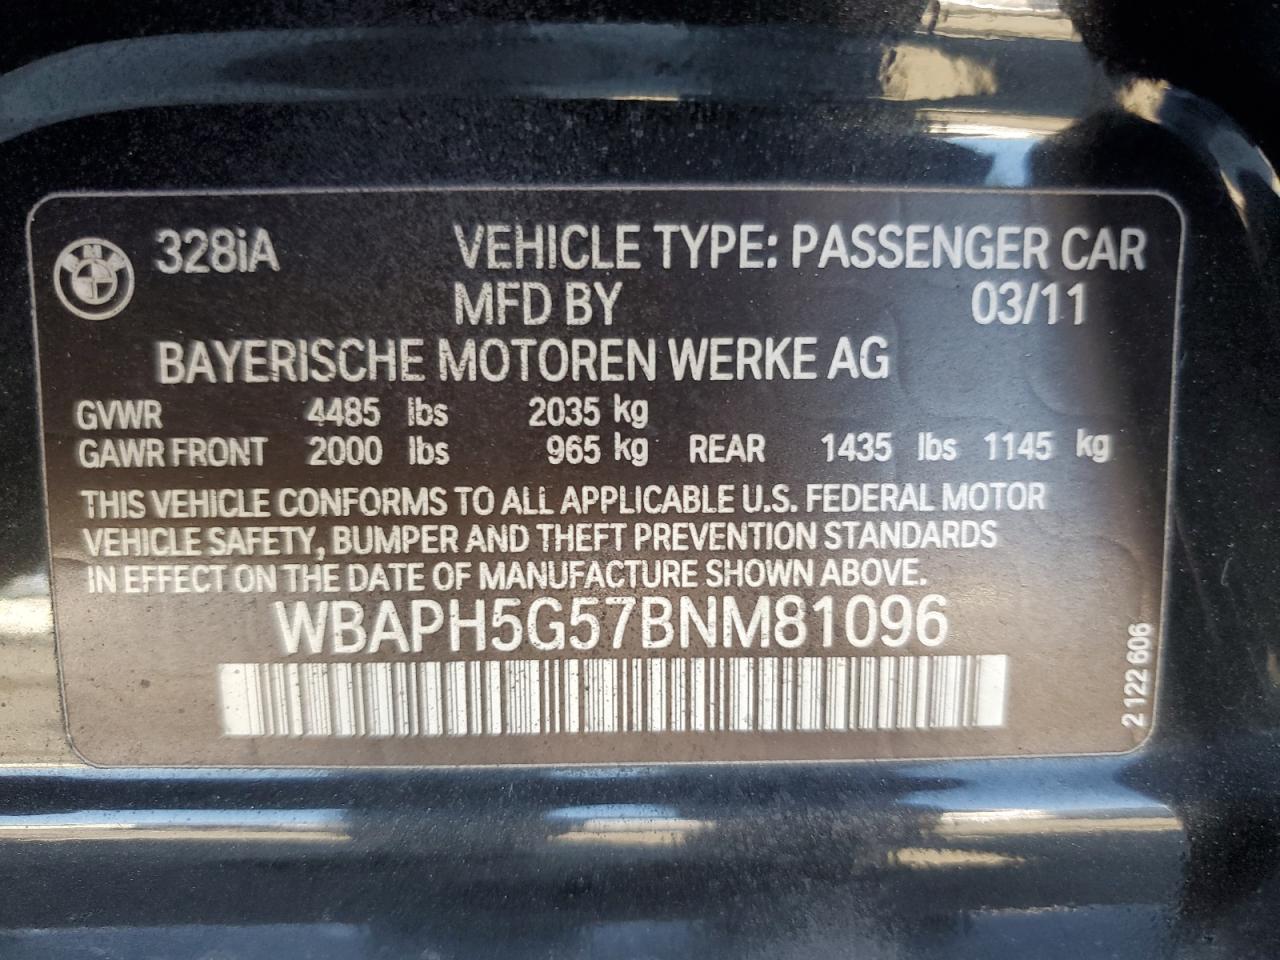 328iA VEHICLE TYPE: PASSENGER CAR
MFD BY 03/11
BAYERISCHE MOTOREN WERKE AG
GVWR 4485 lbs 2035 kg
GAWR FRONT 2000 lbs 965 kg REAR 1435 lbs 1145 kg
THIS VEHICLE CONFORMS TO ALL APPLICABLE U.S. FEDERAL MOTOR
VEHICLE SAFETY, BUMPER AND THEFT PREVENTION STANDARDS
IN EFFECT ON THE DATE OF MANUFACTURE SHOWN ABOVE.
WBAPH5G57BNM81096
2 122 606